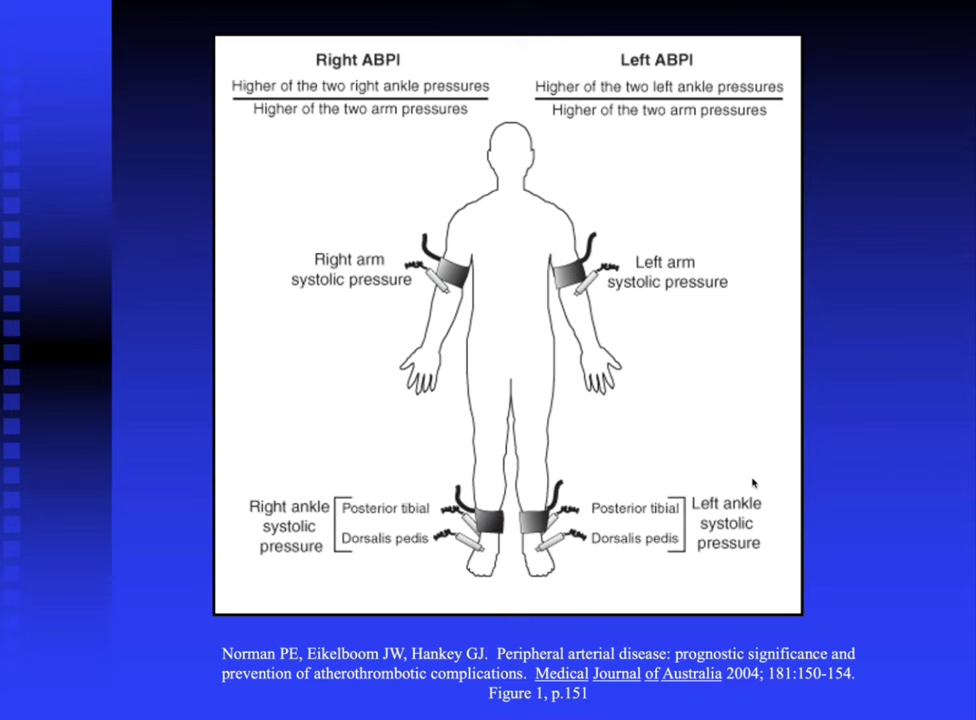 Right ABPI
Higher of the two right ankle pressures
Higher of the two arm pressures
Left ABPI
Higher of the two left ankle pressures
Higher of the two arm pressures
Right arm
systolic pressure
Left arm
systolic pressure
Right ankle
systolic
pressure
Posterior tibial
Dorsalis pedis
Posterior tibial
Dorsalis pedis
Left ankle
systolic
pressure
Norman PE, Eikelboom JW, Hankey GJ. Peripheral arterial disease: prognostic significance and
prevention of atherothrombotic complications. Medical Journal of Australia 2004; 181:150-154.
Figure 1, p.151